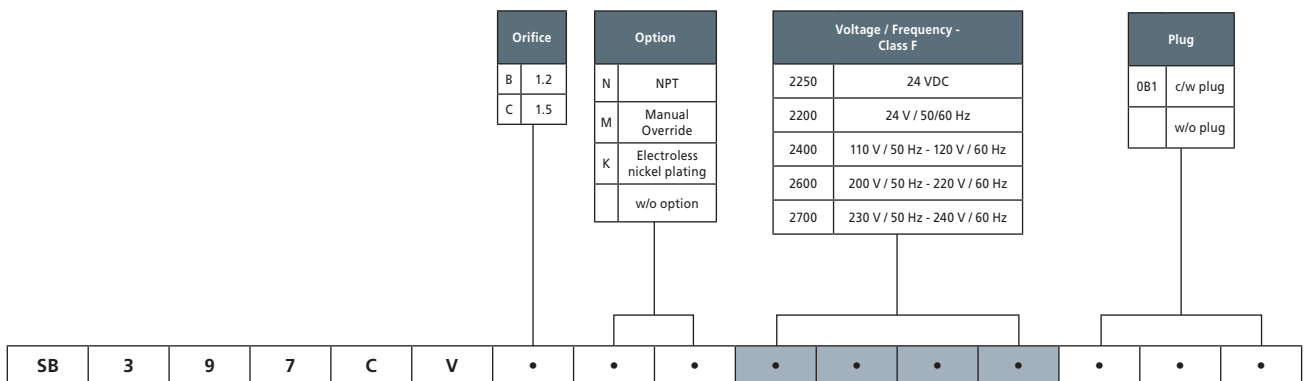 Orifice
B 1.2
C 1.5
Option
N NPT
M Manual
Override
K Electroless
nickel plating
w/o option
Voltage / Frequency -
Class F
2250 24 VDC
2200 24 V / 50/60 Hz
2400 110 V / 50 Hz - 120 V / 60 Hz
2600 200 V / 50 Hz - 220 V / 60 Hz
2700 230 V / 50 Hz - 240 V / 60 Hz
Plug
0B1 c/w plug
w/o plug
SB 3 9 7 C V • • • • • • • • • •